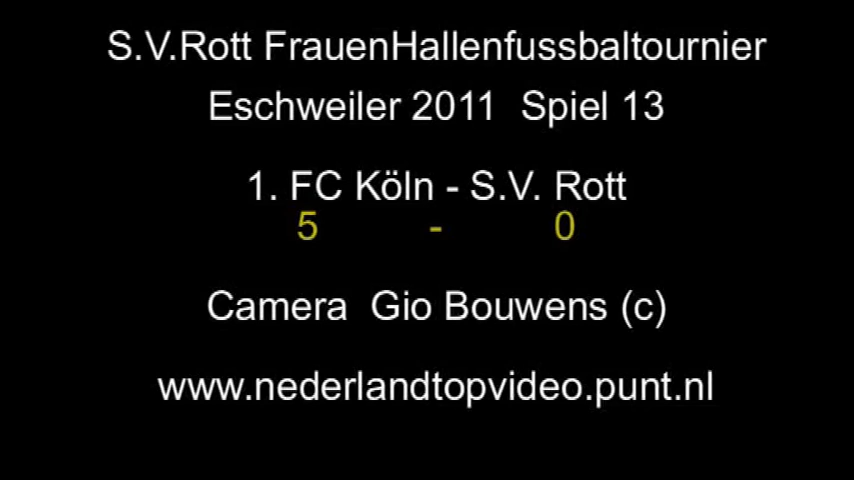 S.V.Rott FrauenHallenfussbaltournier
Eschweiler 2011 Spiel 13
1. FC Köln - S.V. Rott
5 - 0
Camera Gio Bouwens (c)
www.nederlandtopvideo.punt.nl